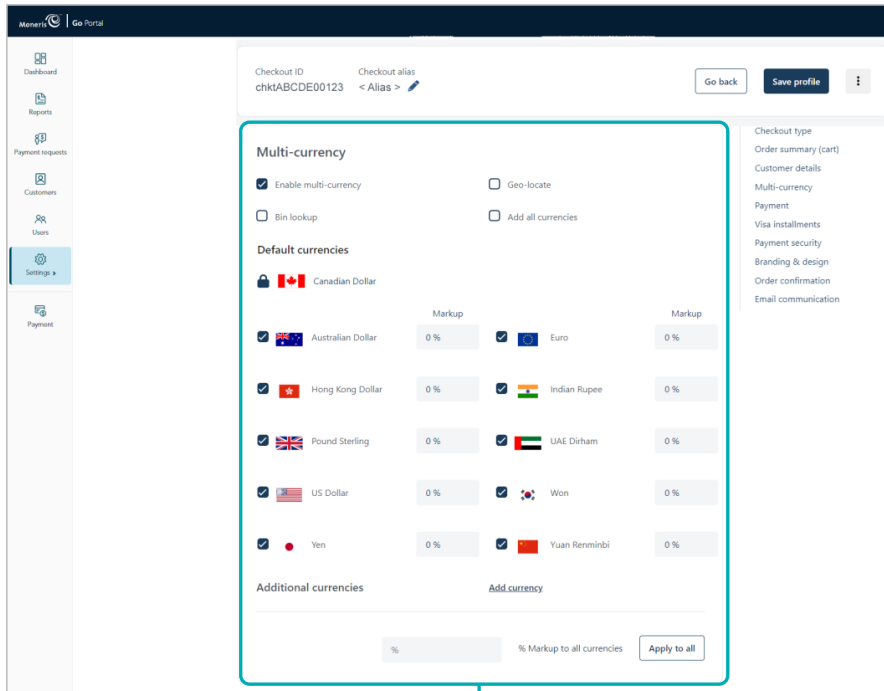 Moneris Go Portal
Dashboard
Reports
Payment requests
Customers
Users
Settings
Payment
Checkout ID Checkout alias
chktABCDE00123 < Alias >
Go back Save profile
Multi-currency
Enable multi-currency Geo-locate
Bin lookup Add all currencies
Default currencies
Canadian Dollar
Markup Markup
Australian Dollar 0 % Euro 0 %
Hong Kong Dollar 0 % Indian Rupee 0 %
Pound Sterling 0 % UAE Dirham 0 %
US Dollar 0 % Won 0 %
Yen 0 % Yuan Renminbi 0 %
Additional currencies Add currency
% % Markup to all currencies Apply to all
Checkout type
Order summary (cart)
Customer details
Multi-currency
Payment
Visa installments
Payment security
Branding & design
Order confirmation
Email communication